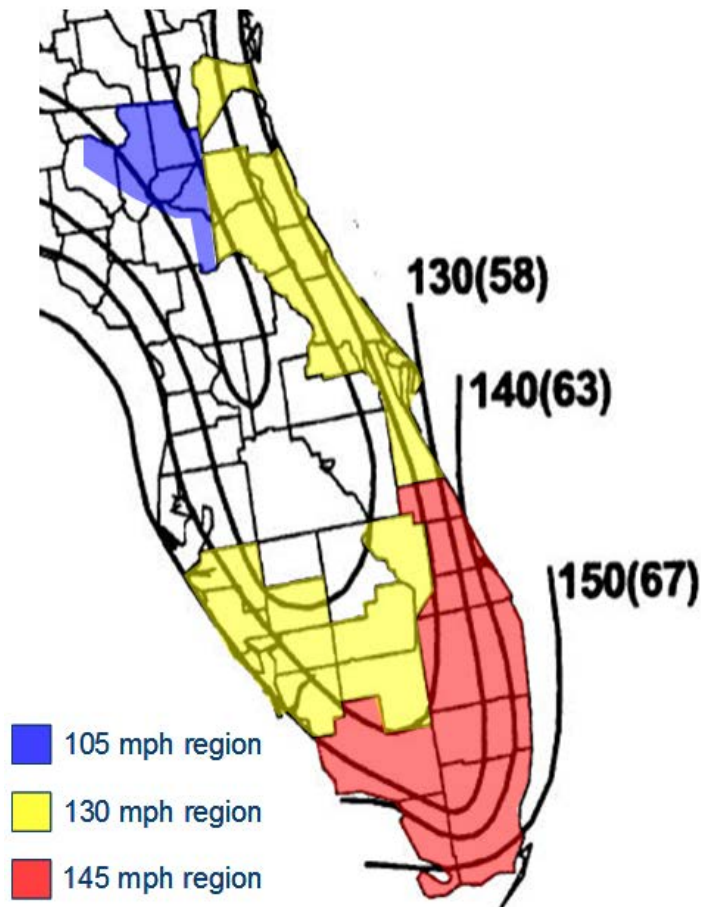 130(58)
140(63)
150(67)
105 mph region
130 mph region
145 mph region